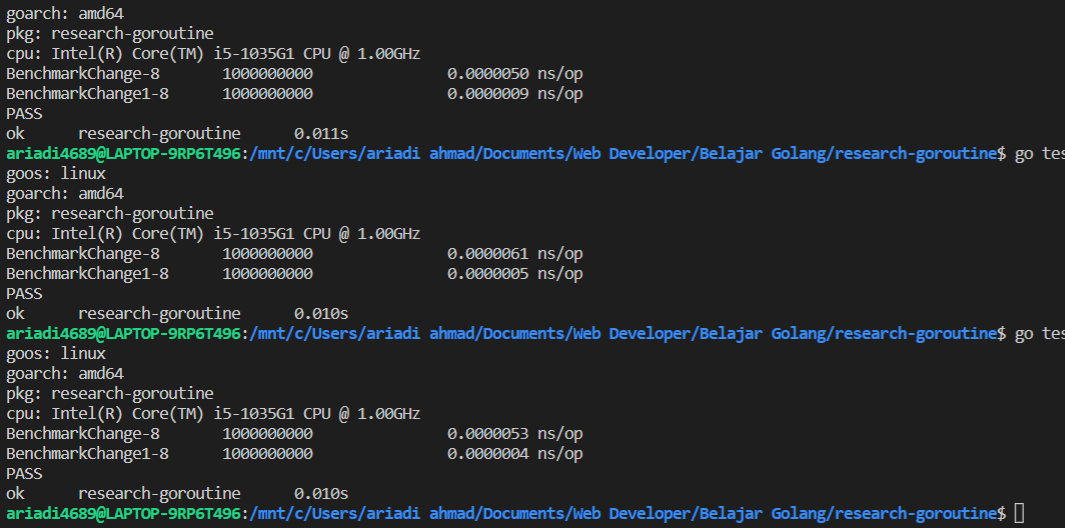 goarch: amd64
pkg: research-goroutine
cpu: Intel(R) Core(TM) i5-1035G1 CPU @ 1.00GHz
BenchmarkChange-8 1000000000 0.0000050 ns/op
BenchmarkChange1-8 1000000000 0.0000009 ns/op
PASS
ok research-goroutine 0.011s
ariadi4689@LAPTOP-9RP6T496:/mnt/c/Users/ariadi ahmad/Documents/Web Developer/Belajar Golang/research-goroutine$ go tes
goos: linux
goarch: amd64
pkg: research-goroutine
cpu: Intel(R) Core(TM) i5-1035G1 CPU @ 1.00GHz
BenchmarkChange-8 1000000000 0.0000061 ns/op
BenchmarkChange1-8 1000000000 0.0000005 ns/op
PASS
ok research-goroutine 0.010s
ariadi4689@LAPTOP-9RP6T496:/mnt/c/Users/ariadi ahmad/Documents/Web Developer/Belajar Golang/research-goroutine$ go tes
goos: linux
goarch: amd64
pkg: research-goroutine
cpu: Intel(R) Core(TM) i5-1035G1 CPU @ 1.00GHz
BenchmarkChange-8 1000000000 0.0000053 ns/op
BenchmarkChange1-8 1000000000 0.0000004 ns/op
PASS
ok research-goroutine 0.010s
ariadi4689@LAPTOP-9RP6T496:/mnt/c/Users/ariadi ahmad/Documents/Web Developer/Belajar Golang/research-goroutine$